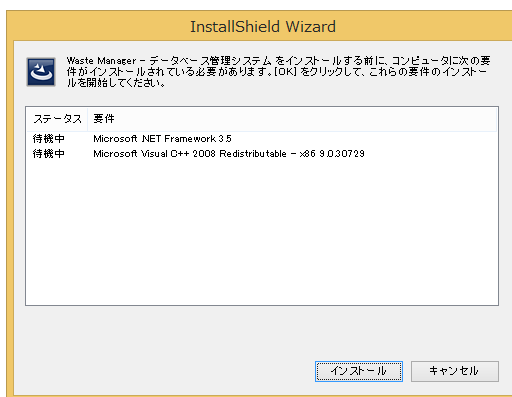 InstallShield Wizard
Waste Manager - データベース管理システム をインストールする前に、コンピュータに次の要
件がインストールされている必要があります。[OK] をクリックして、これらの要件のインストー
ルを開始してください。
ステータス 要件
待機中 Microsoft .NET Framework 3.5
待機中 Microsoft Visual C++ 2008 Redistributable - x86 9.0.30729
インストール キャンセル